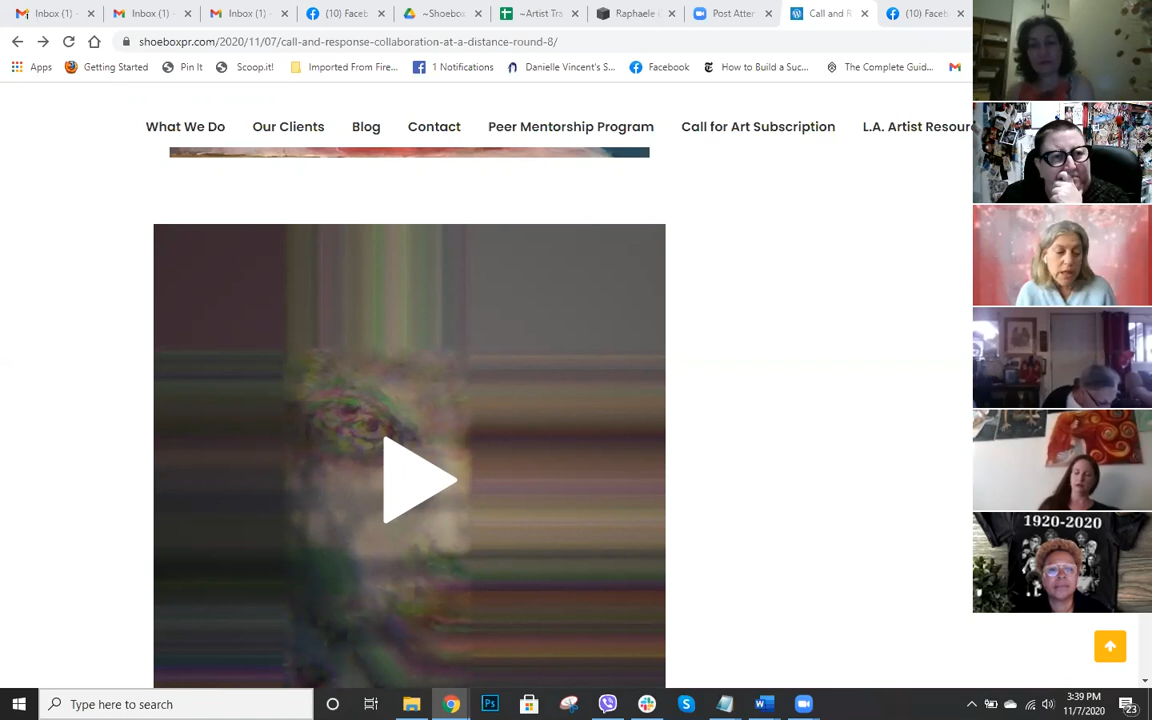 Inbox (1) -
Inbox (1) -
Inbox (1) -
(10) Faceb
~Shoebox
~Artist Tra
Raphaele
Post Atter
Call and R
(10) Faceb
shoeboxpr.com/2020/11/07/call-and-response-collaboration-at-a-distance-round-8/
Apps
Getting Started
Pin It
Scoop.it!
Imported From Fire...
1 Notifications
Danielle Vincent's S...
Facebook
How to Build a Suc...
The Complete Guid...
What We Do
Our Clients
Blog
Contact
Peer Mentorship Program
Call for Art Subscription
L.A. Artist Resour
1920-2020
Type here to search
Ps
3:39 PM
11/7/2020
23